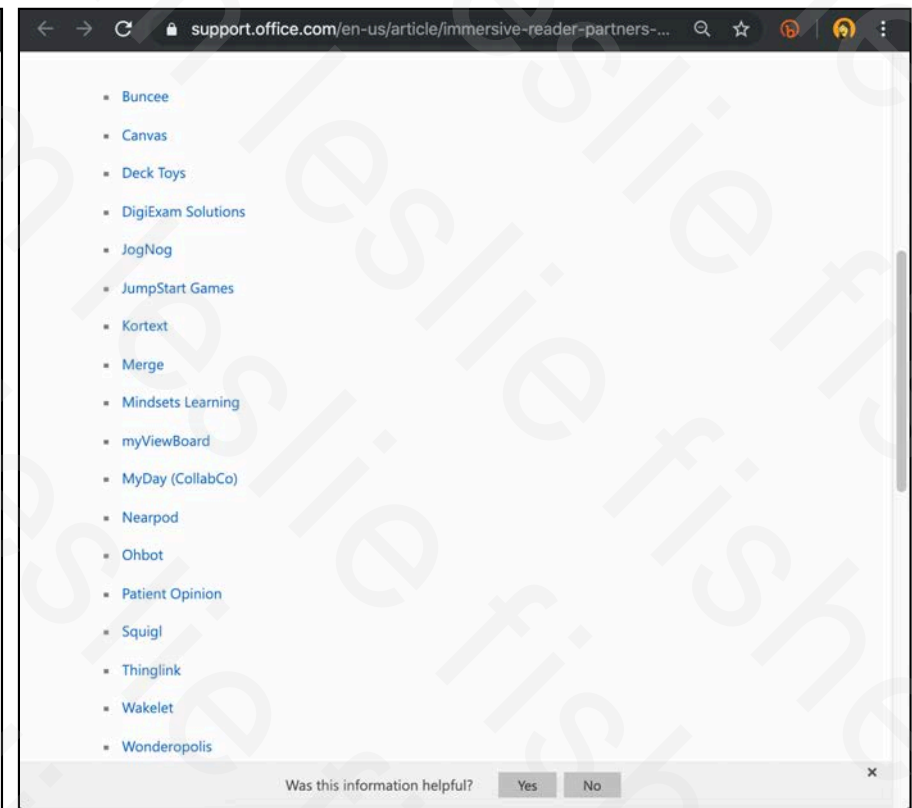 support.office.com/en-us/article/immersive-reader-partners-...
Buncee
Canvas
Deck Toys
DigiExam Solutions
JogNog
JumpStart Games
Kortext
Merge
Mindsets Learning
myViewBoard
MyDay (CollabCo)
Nearpod
Ohbot
Patient Opinion
Squigl
Thinglink
Wakelet
Wonderopolis
Was this information helpful? Yes No
leslie fisher